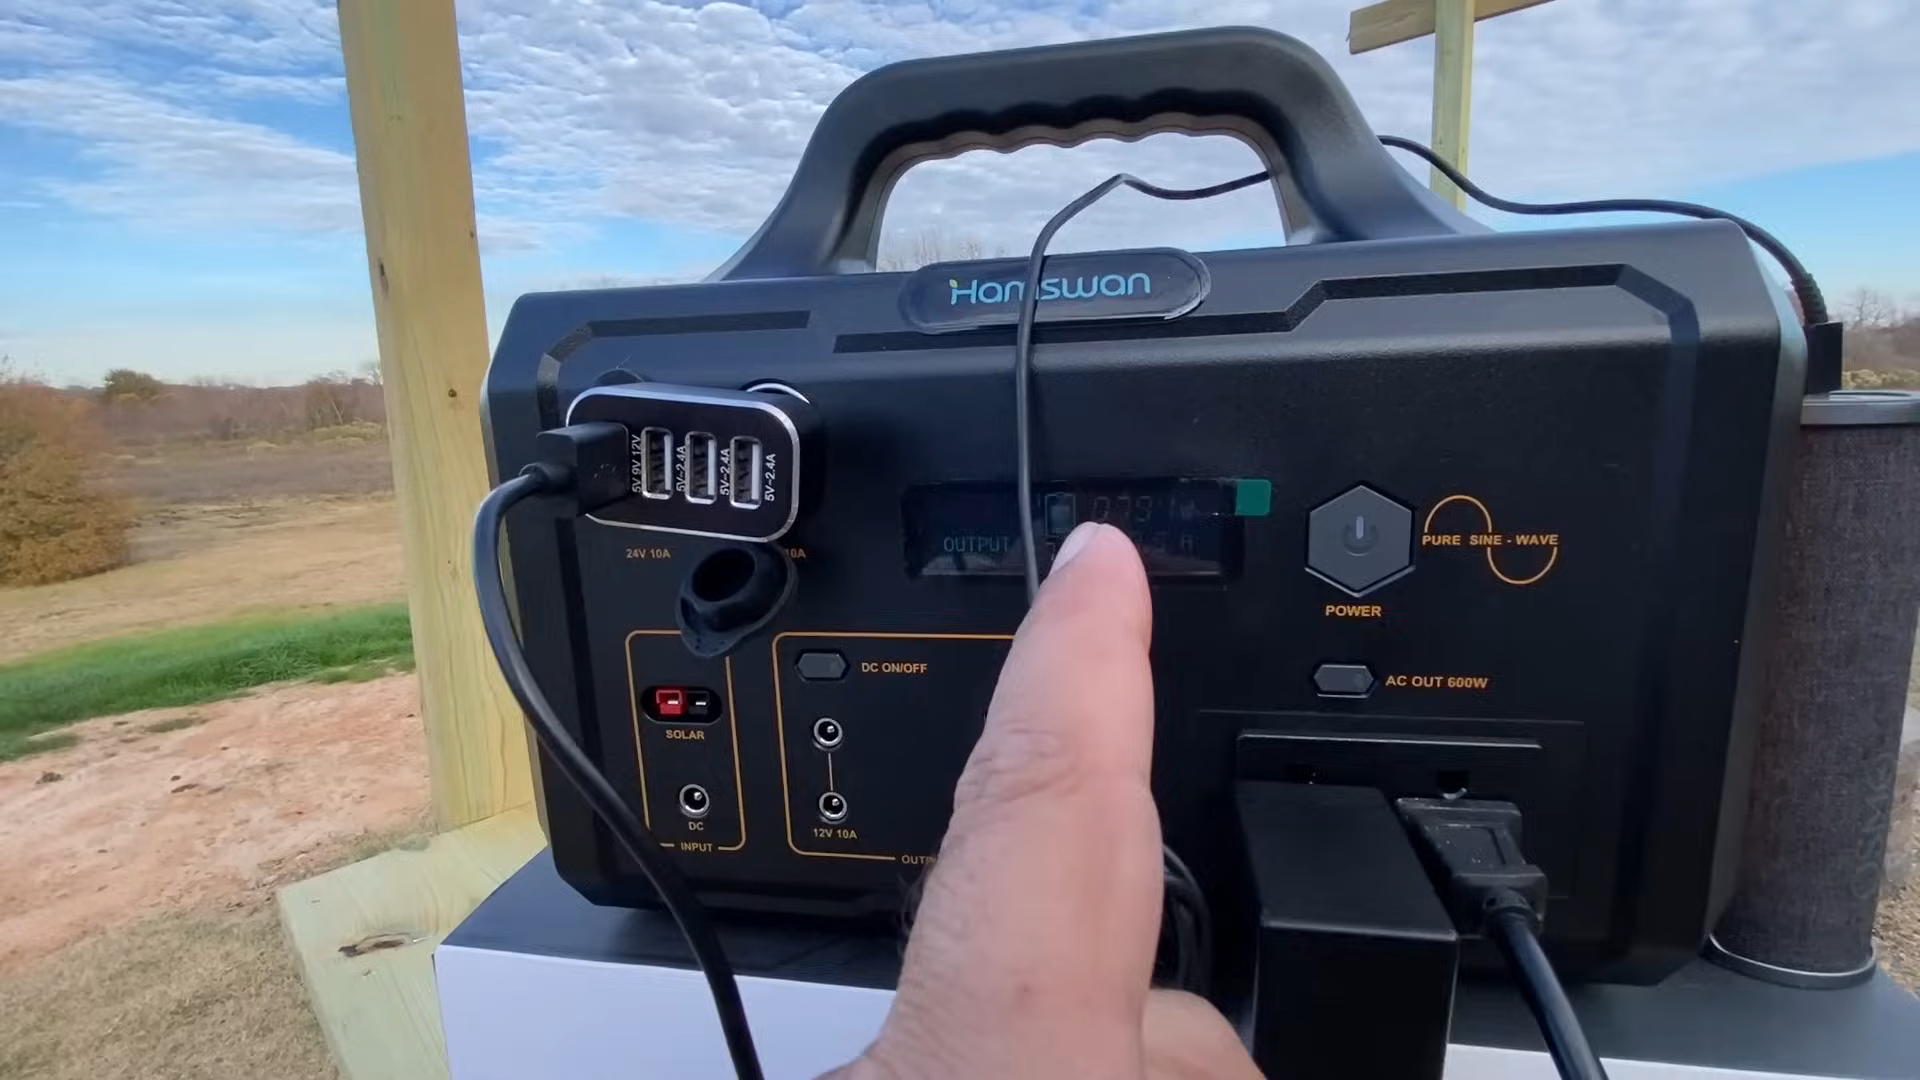 Hamswan
5V 9V 12V
5V-2.4A
5V-2.4A
5V-2.4A
24V 10A
10A
OUTPUT
A
PURE SINE - WAVE
POWER
DC ON/OFF
AC OUT 600W
SOLAR
DC
INPUT
12V 10A